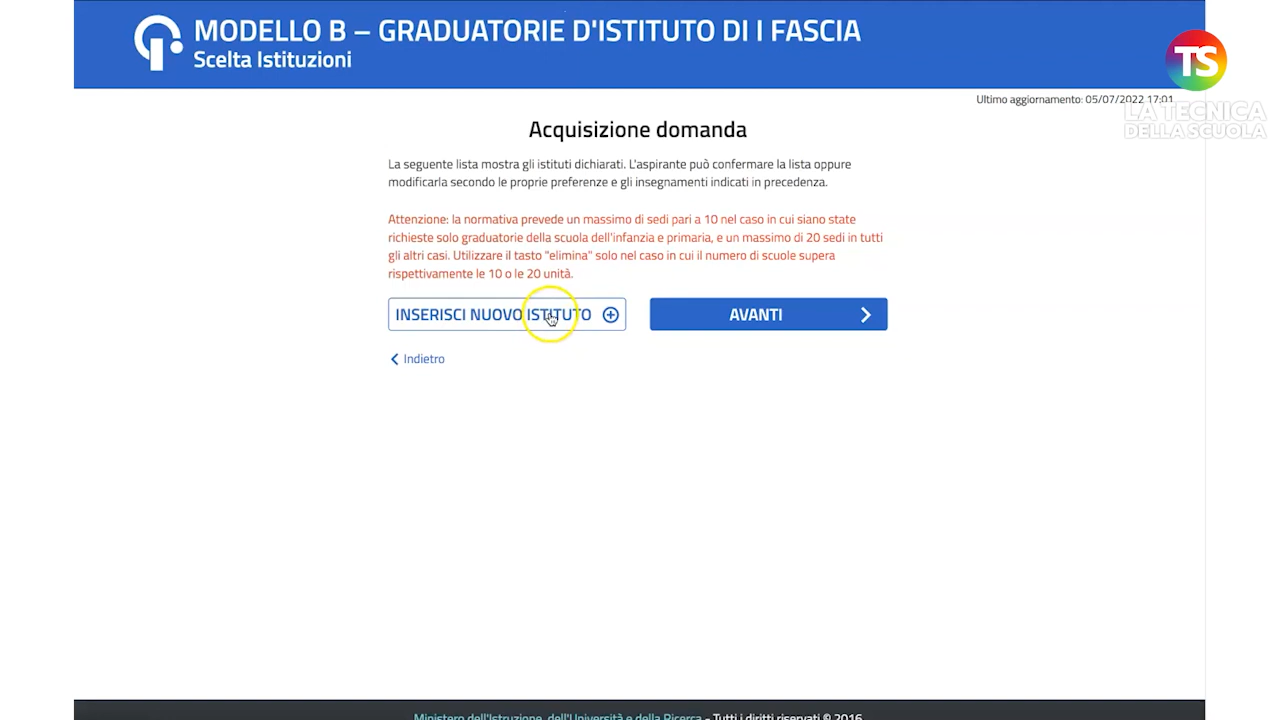 MODELLO B – GRADUATORIE D'ISTITUTO DI I FASCIA
Scelta Istituzioni
TS
LA TECNICA
DELLA SCUOLA
Ultimo aggiornamento: 05/07/2022 17:01
Acquisizione domanda
La seguente lista mostra gli istituti dichiarati. L'aspirante può confermare la lista oppure
modificarla secondo le proprie preferenze e gli insegnamenti indicati in precedenza.
Attenzione: la normativa prevede un massimo di sedi pari a 10 nel caso in cui siano state
richieste solo graduatorie della scuola dell'infanzia e primaria, e un massimo di 20 sedi in tutti
gli altri casi. Utilizzare il tasto "elimina" solo nel caso in cui il numero di scuole supera
rispettivamente le 10 o le 20 unità.
INSERISCI NUOVO ISTITUTO
AVANTI
Indietro
Ministero dell'Istruzione, dell'Università e della Ricerca - Tutti i diritti riservati © 2016